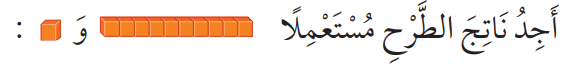 أَجِدُ نَاتِجَ الطَّرْحِ مُسْتَعْمِلًا وَ :